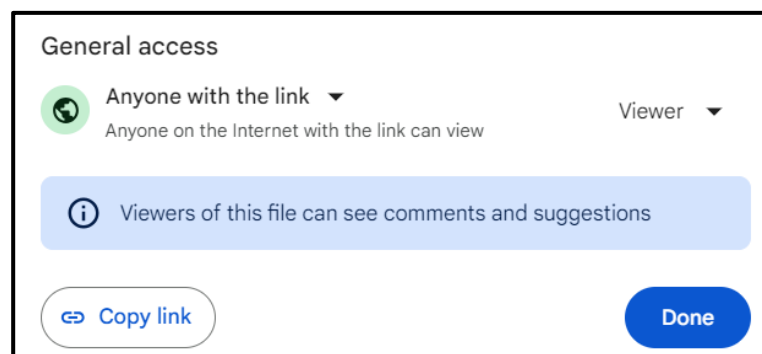 General access
Anyone with the link
Anyone on the Internet with the link can view
Viewer
Viewers of this file can see comments and suggestions
Copy link
Done